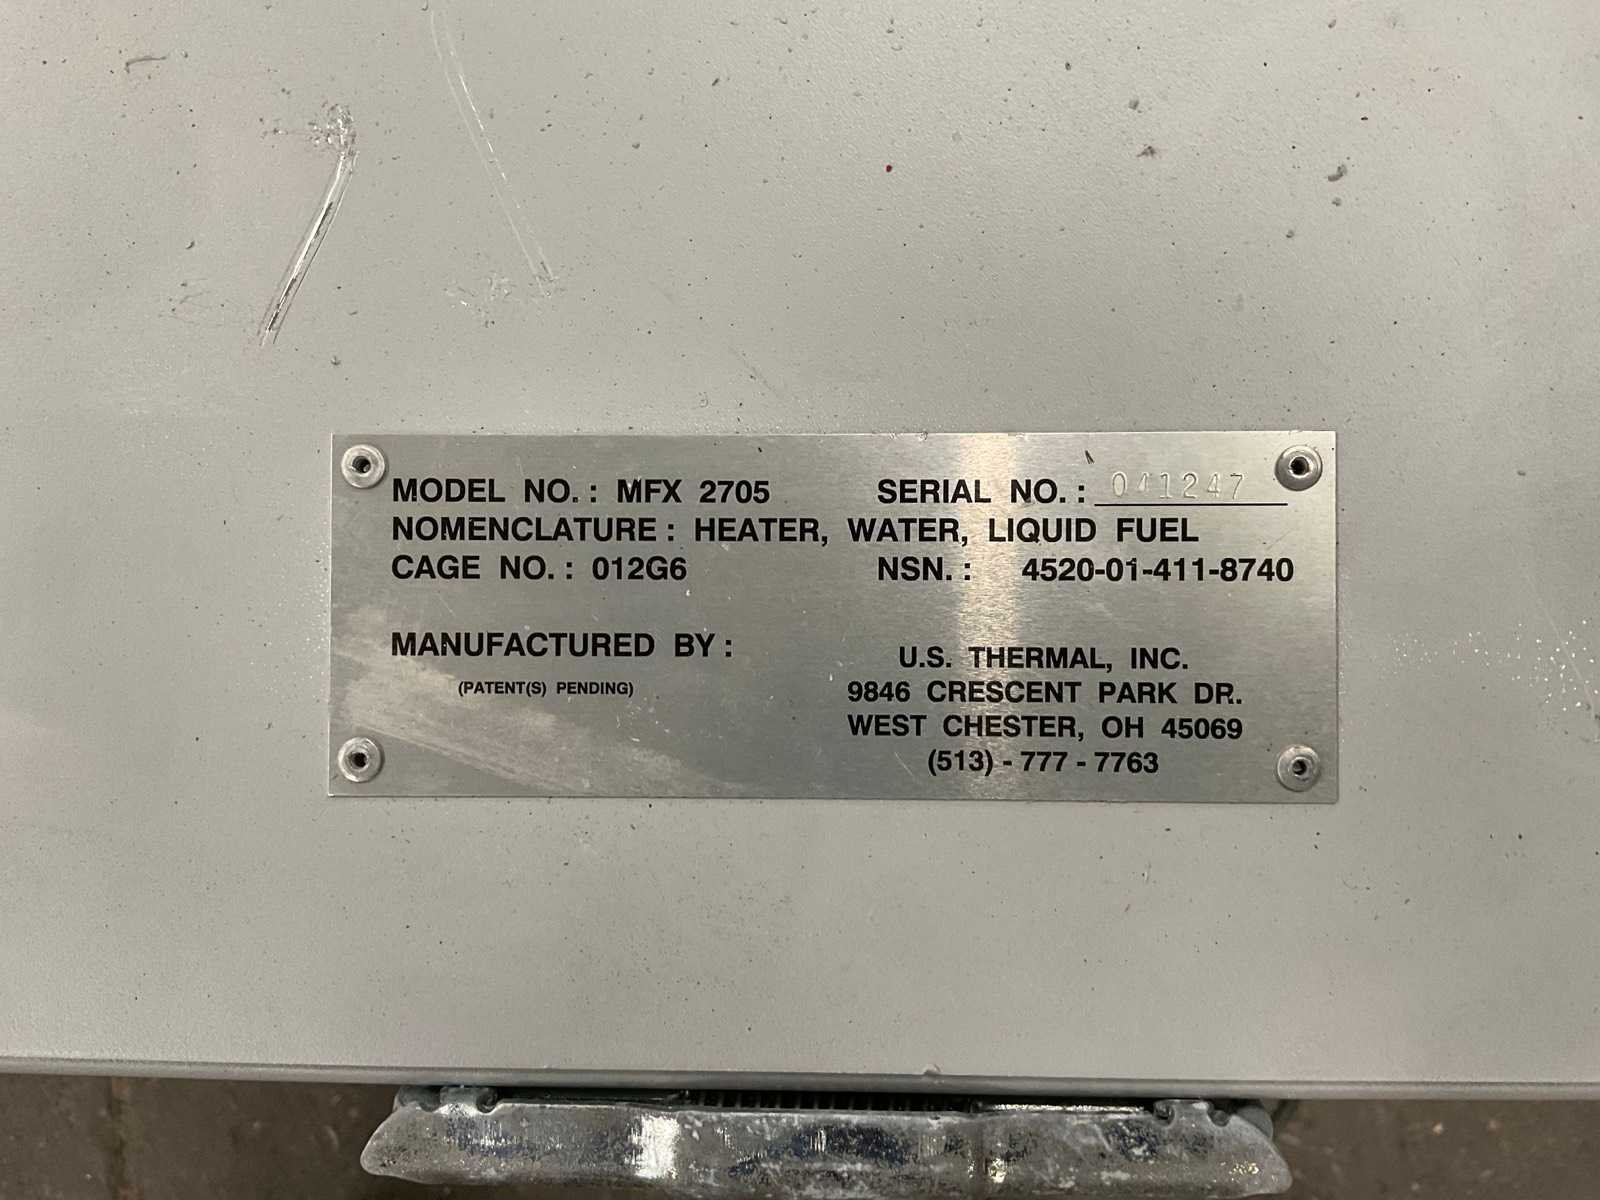 MODEL NO.: MFX 2705 SERIAL NO.: 041247
NOMENCLATURE: HEATER, WATER, LIQUID FUEL
CAGE NO.: 012G6 NSN.: 4520-01-411-8740
MANUFACTURED BY:
(PATENT(S) PENDING)
U.S. THERMAL, INC.
9846 CRESCENT PARK DR.
WEST CHESTER, OH 45069
(513) - 777 - 7763